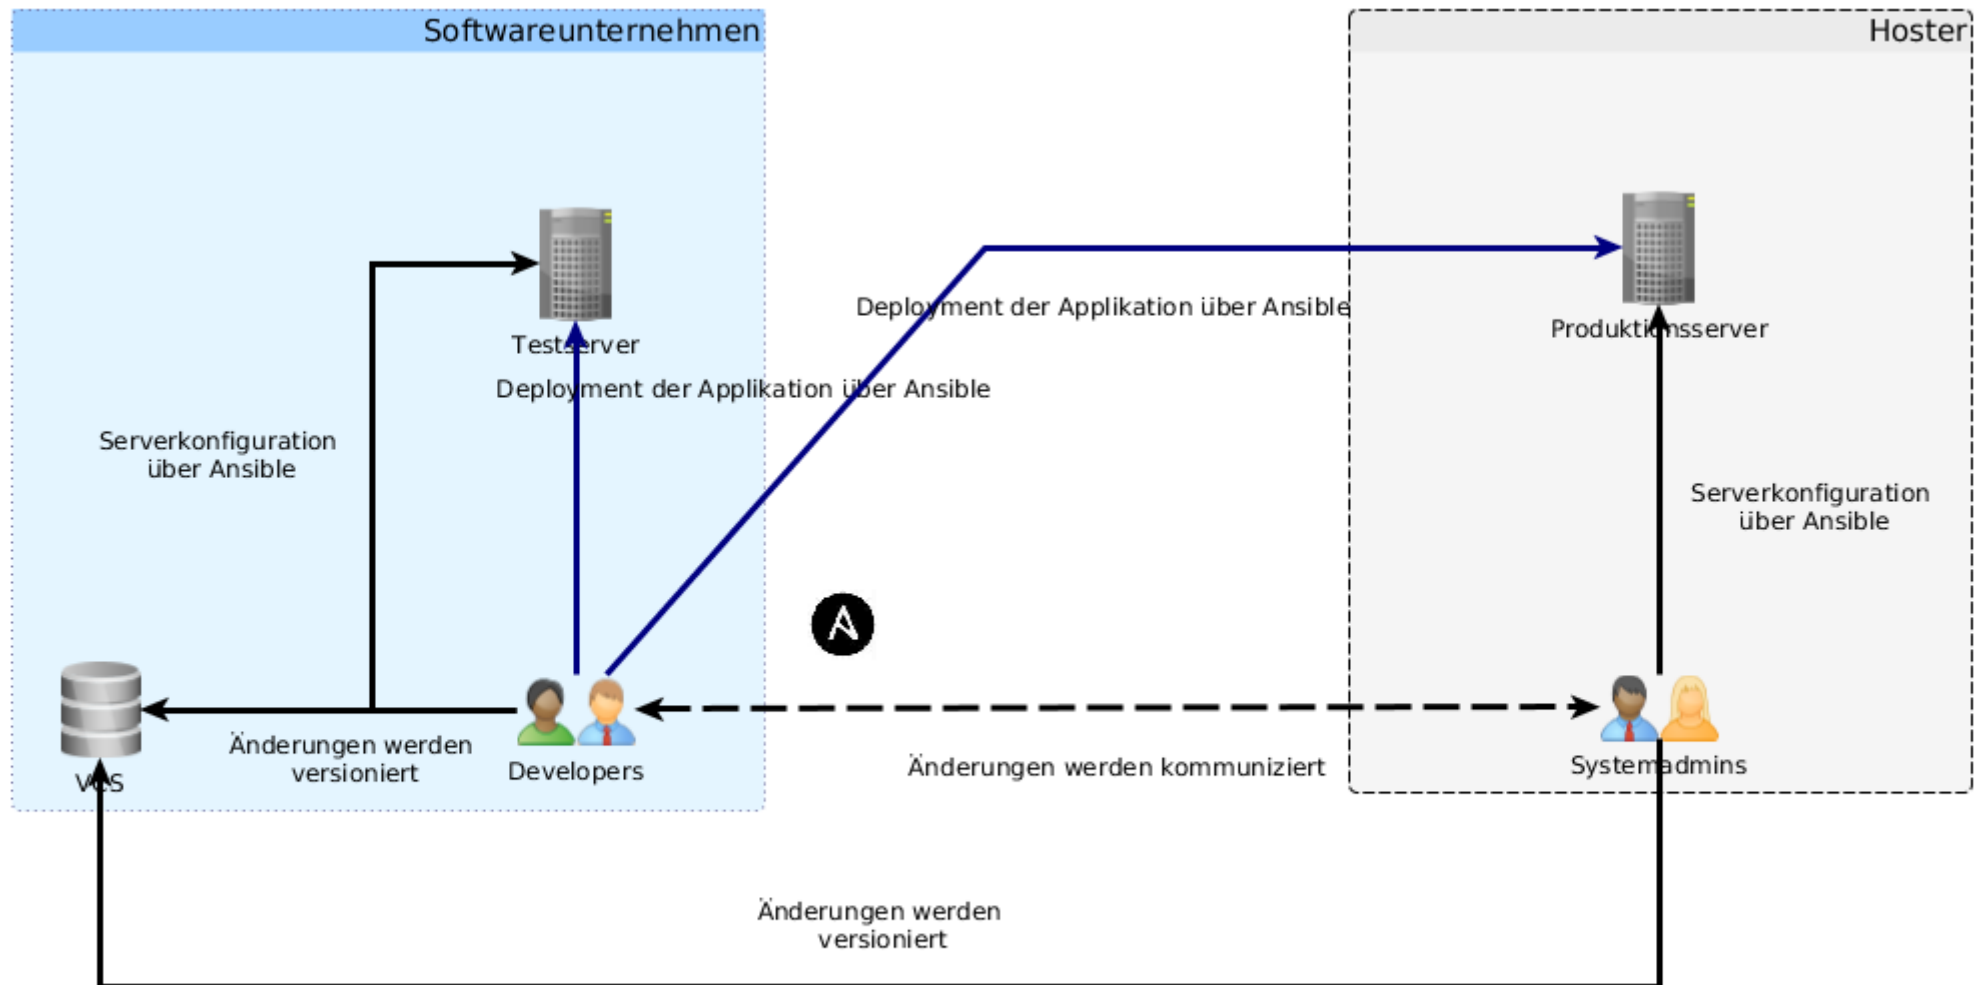 Softwareunternehmen
Hoster
Testserver
Deployment der Applikation über Ansible
Deployment der Applikation über Ansible
Produktionsserver
Serverkonfiguration
über Ansible
Serverkonfiguration
über Ansible
VCS
Änderungen werden
versioniert
Developers
Änderungen werden kommuniziert
Systemadmins
Änderungen werden
versioniert